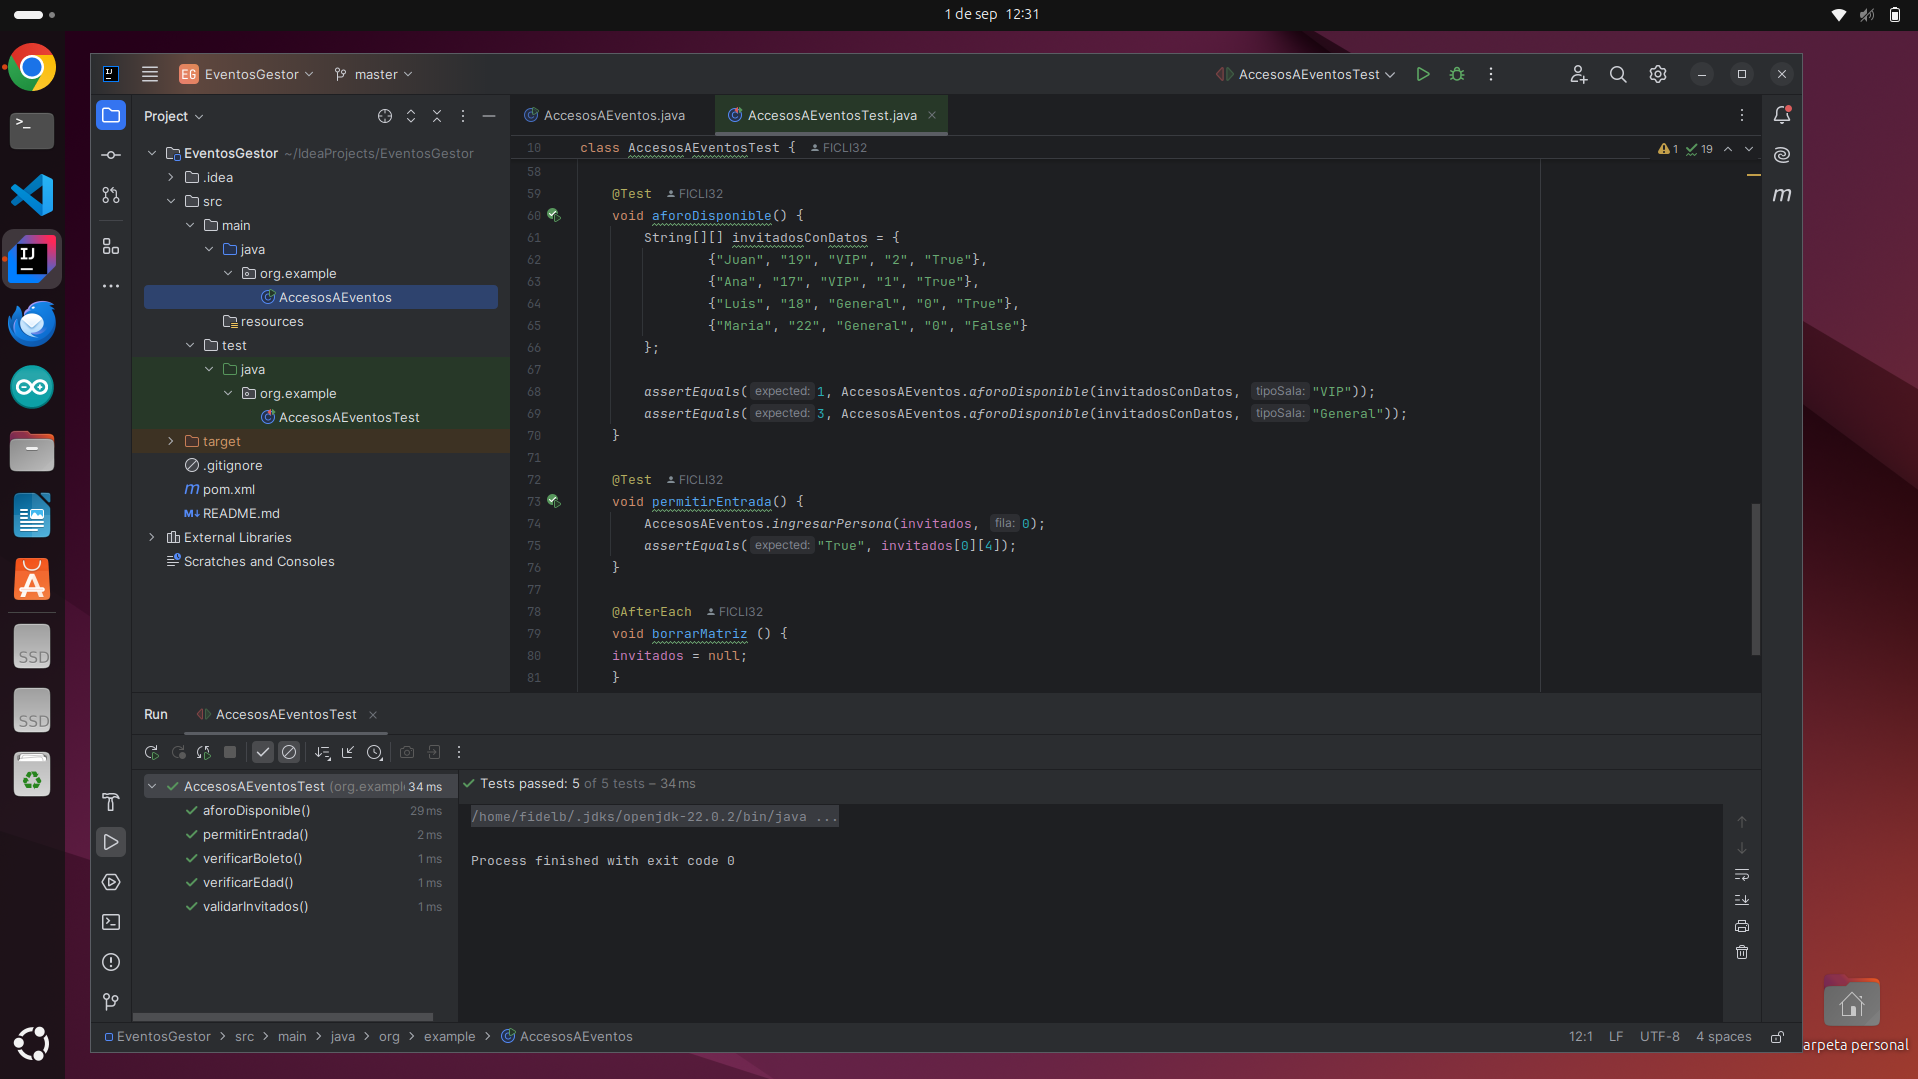 1 de sep 12:31
EG EventosGestor master
AccesosAEventosTest
Project
AccesosAEventos.java
AccesosAEventosTest.java
EventosGestor ~/IdeaProjects/EventosGestor
.idea
src
main
java
org.example
AccesosAEventos
resources
test
java
org.example
AccesosAEventosTest
target
.gitignore
m pom.xml
M↓ README.md
External Libraries
Scratches and Consoles
10 class AccesosAEventosTest { FICLI32
1 19
58
59 @Test FICLI32
60 void aforoDisponible() {
61 String[][] invitadosConDatos = {
62 {"Juan", "19", "VIP", "2", "True"},
63 {"Ana", "17", "VIP", "1", "True"},
64 {"Luis", "18", "General", "0", "True"},
65 {"Maria", "22", "General", "0", "False"}
66 };
67
68 assertEquals( expected: 1, AccesosAEventos.aforoDisponible(invitadosConDatos, tipoSala: "VIP"));
69 assertEquals( expected: 3, AccesosAEventos.aforoDisponible(invitadosConDatos, tipoSala: "General"));
70 }
71
72 @Test FICLI32
73 void permitirEntrada() {
74 AccesosAEventos.ingresarPersona(invitados, fila: 0);
75 assertEquals( expected: "True", invitados[0][4]);
76 }
77
78 @AfterEach FICLI32
79 void borrarMatriz () {
80 invitados = null;
81 }
Run AccesosAEventosTest
AccesosAEventosTest (org.example 34 ms
aforoDisponible() 29 ms
permitirEntrada() 2 ms
verificarBoleto() 1 ms
verificarEdad() 1 ms
validarInvitados() 1 ms
Tests passed: 5 of 5 tests – 34 ms
/home/fidelb/.jdks/openjdk-22.0.2/bin/java ...
Process finished with exit code 0
EventosGestor > src > main > java > org > example > AccesosAEventos
12:1 LF UTF-8 4 spaces
SSD
SSD
arpeta personal
IJ
IJ
>_
m